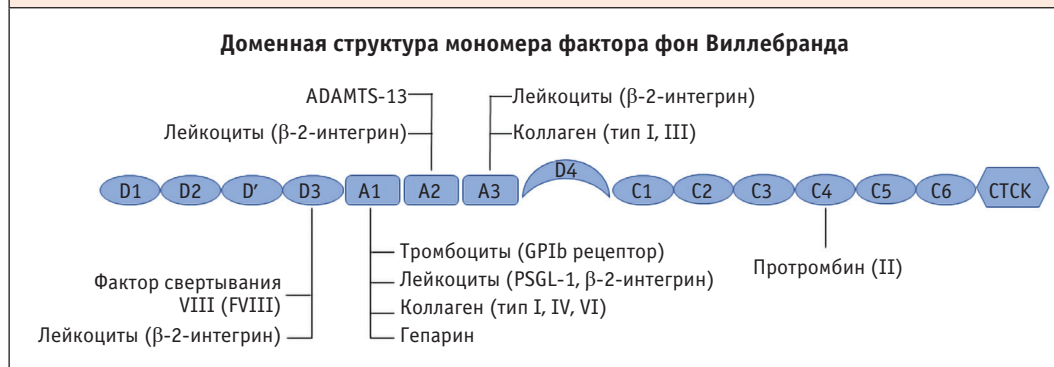 Доменная структура мономера фактора фон Виллебранда
ADAMTS-13
Лейкоциты (β-2-интегрин)
Лейкоциты (β-2-интегрин)
Коллаген (тип I, III)
D1 D2 D′ D3 A1 A2 A3 D4 C1 C2 C3 C4 C5 C6 CTCK
Фактор свертывания
VIII (FVIII)
Лейкоциты (β-2-интегрин)
Тромбоциты (GPIb рецептор)
Лейкоциты (PSGL-1, β-2-интегрин)
Коллаген (тип I, IV, VI)
Гепарин
Протромбин (II)